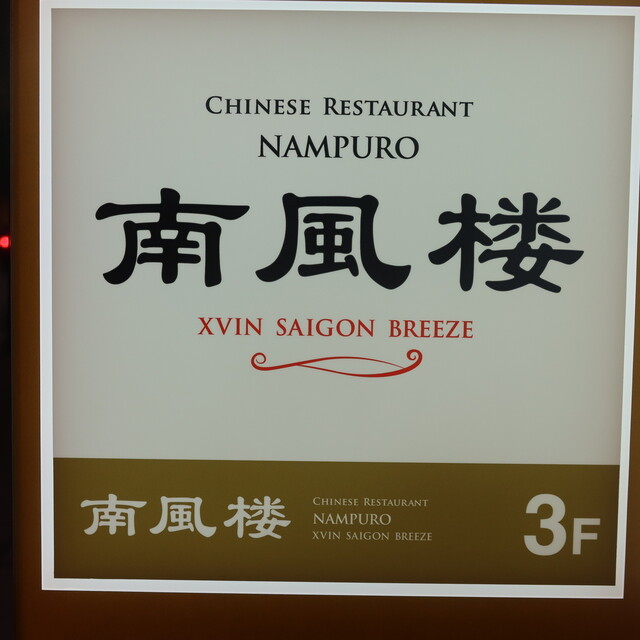 CHINESE RESTAURANT
NAMPURO
南風楼
XVIN SAIGON BREEZE
南風楼
CHINESE RESTAURANT
NAMPURO
XVIN SAIGON BREEZE
3F